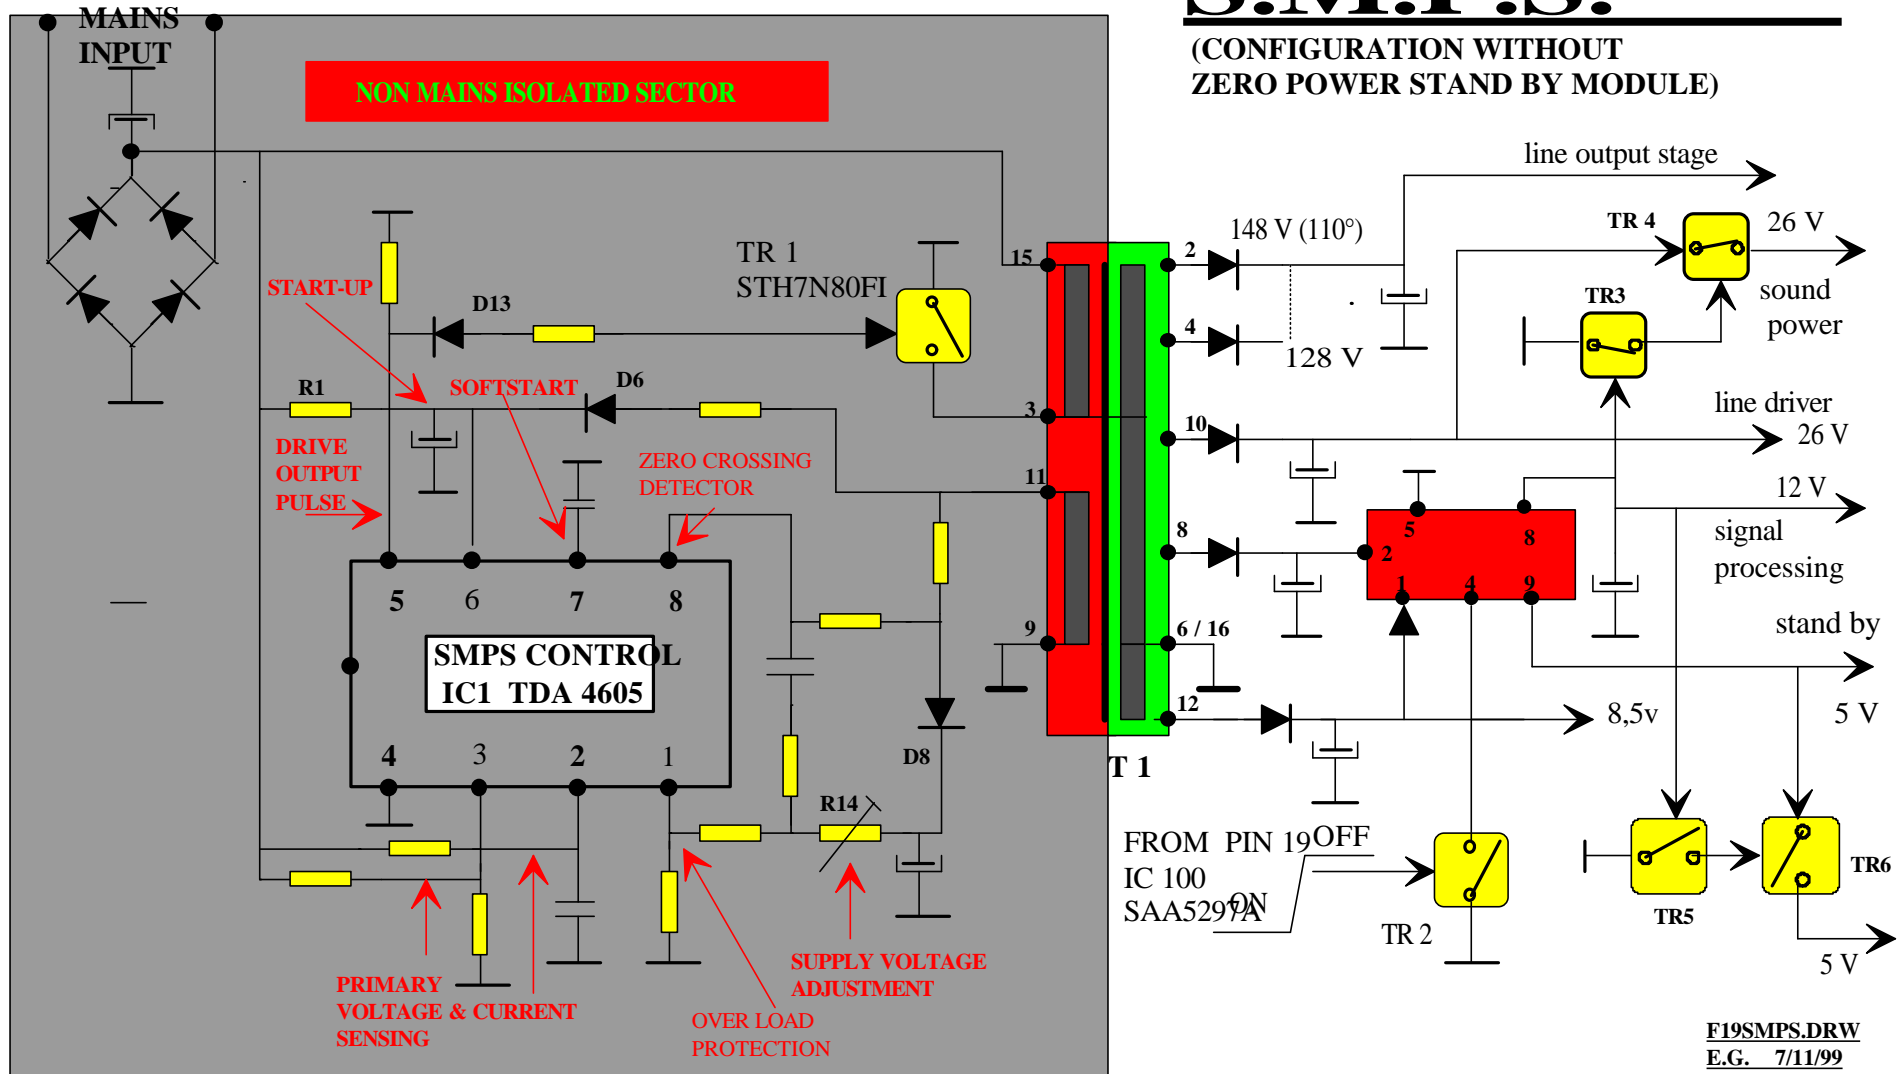 S.M.P.S.
(CONFIGURATION WITHOUT
ZERO POWER STAND BY MODULE)
MAINS
INPUT
NON MAINS ISOLATED SECTOR
line output stage
148 V (110°)
TR 4
26 V
sound
power
TR3
128 V
line driver
26 V
12 V
signal
processing
stand by
5 V
8,5v
TR 1
STH7N80FI
START-UP
D13
R1
SOFTSTART
D6
DRIVE
OUTPUT
PULSE
ZERO CROSSING
DETECTOR
15
3
11
9
2
4
10
8
6 / 16
12
T 1
5
8
2
1
4
9
5
6
7
8
SMPS CONTROL
IC1 TDA 4605
4
3
2
1
D8
R14
PRIMARY
VOLTAGE & CURRENT
SENSING
OVER LOAD
PROTECTION
SUPPLY VOLTAGE
ADJUSTMENT
FROM PIN 19
IC 100
SAA5297A
OFF
ON
TR 2
TR5
TR6
5 V
F19SMPS.DRW
E.G. 7/11/99